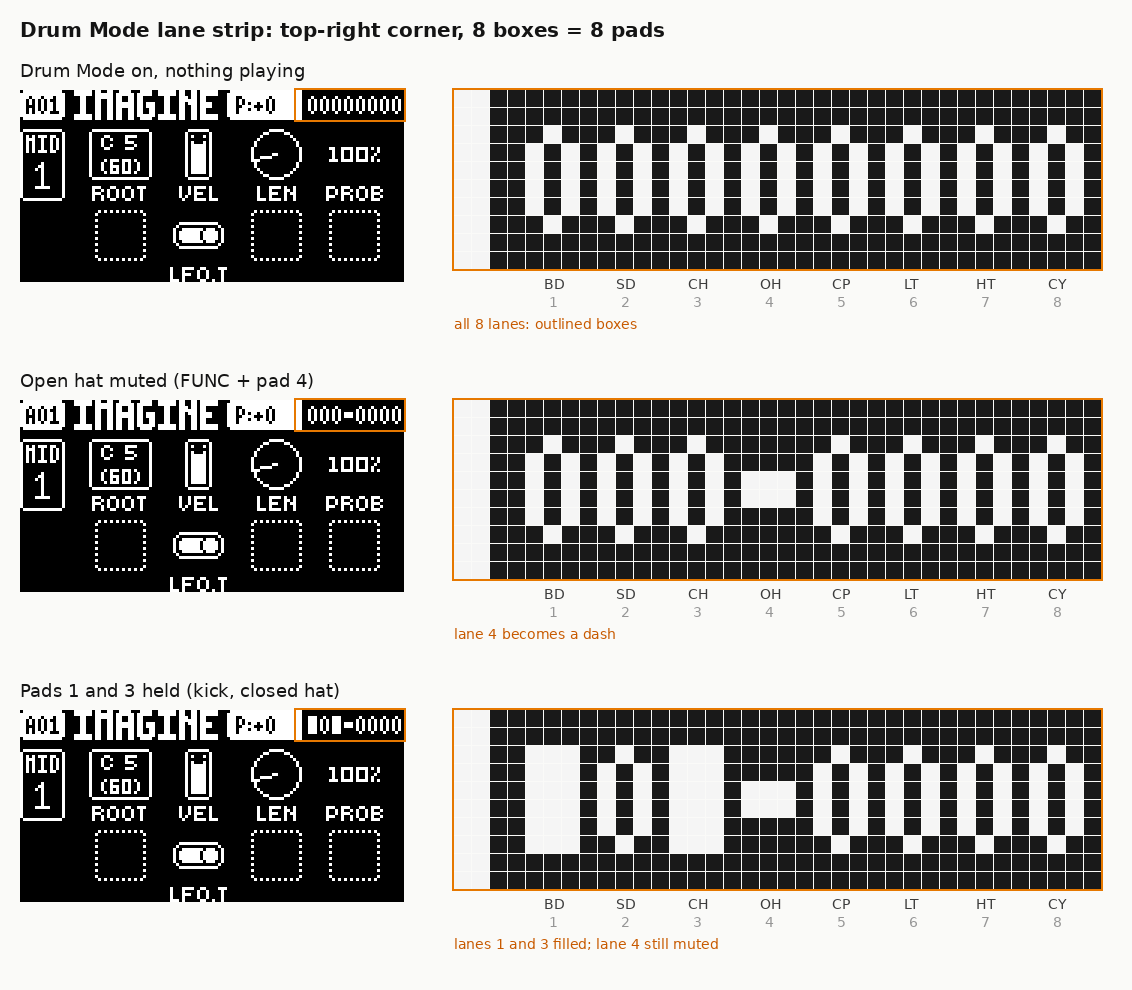 Drum Mode lane strip: top-right corner, 8 boxes = 8 pads
Drum Mode on, nothing playing
A01 IMAGINE P:+0 00000000
MID C 5 100%
1 (60)
ROOT VEL LEN PROB
LFO.T
BD SD CH OH CP LT HT CY
1 2 3 4 5 6 7 8
all 8 lanes: outlined boxes
Open hat muted (FUNC + pad 4)
A01 IMAGINE P:+0 000-0000
MID C 5 100%
1 (60)
ROOT VEL LEN PROB
LFO.T
BD SD CH OH CP LT HT CY
1 2 3 4 5 6 7 8
lane 4 becomes a dash
Pads 1 and 3 held (kick, closed hat)
A01 IMAGINE P:+0 █0█-0000
MID C 5 100%
1 (60)
ROOT VEL LEN PROB
LFO.T
BD SD CH OH CP LT HT CY
1 2 3 4 5 6 7 8
lanes 1 and 3 filled; lane 4 still muted